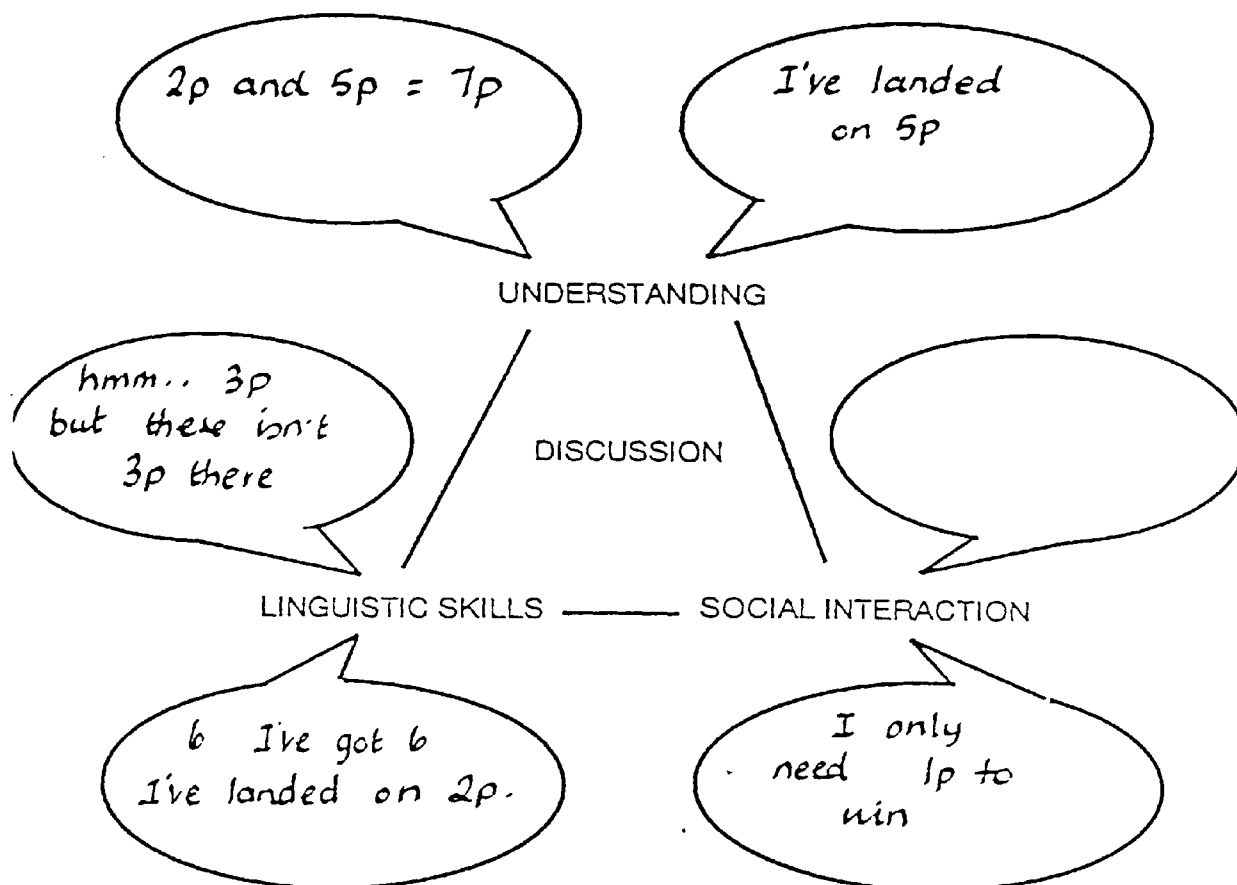 2p and 5p = 7p
I've landed
on 5p
UNDERSTANDING
hmm.. 3p
but there isn't
3p there
DISCUSSION
LINGUISTIC SKILLS
SOCIAL INTERACTION
6 I've got 6
I've landed on 2p.
I only
need 1p to
win